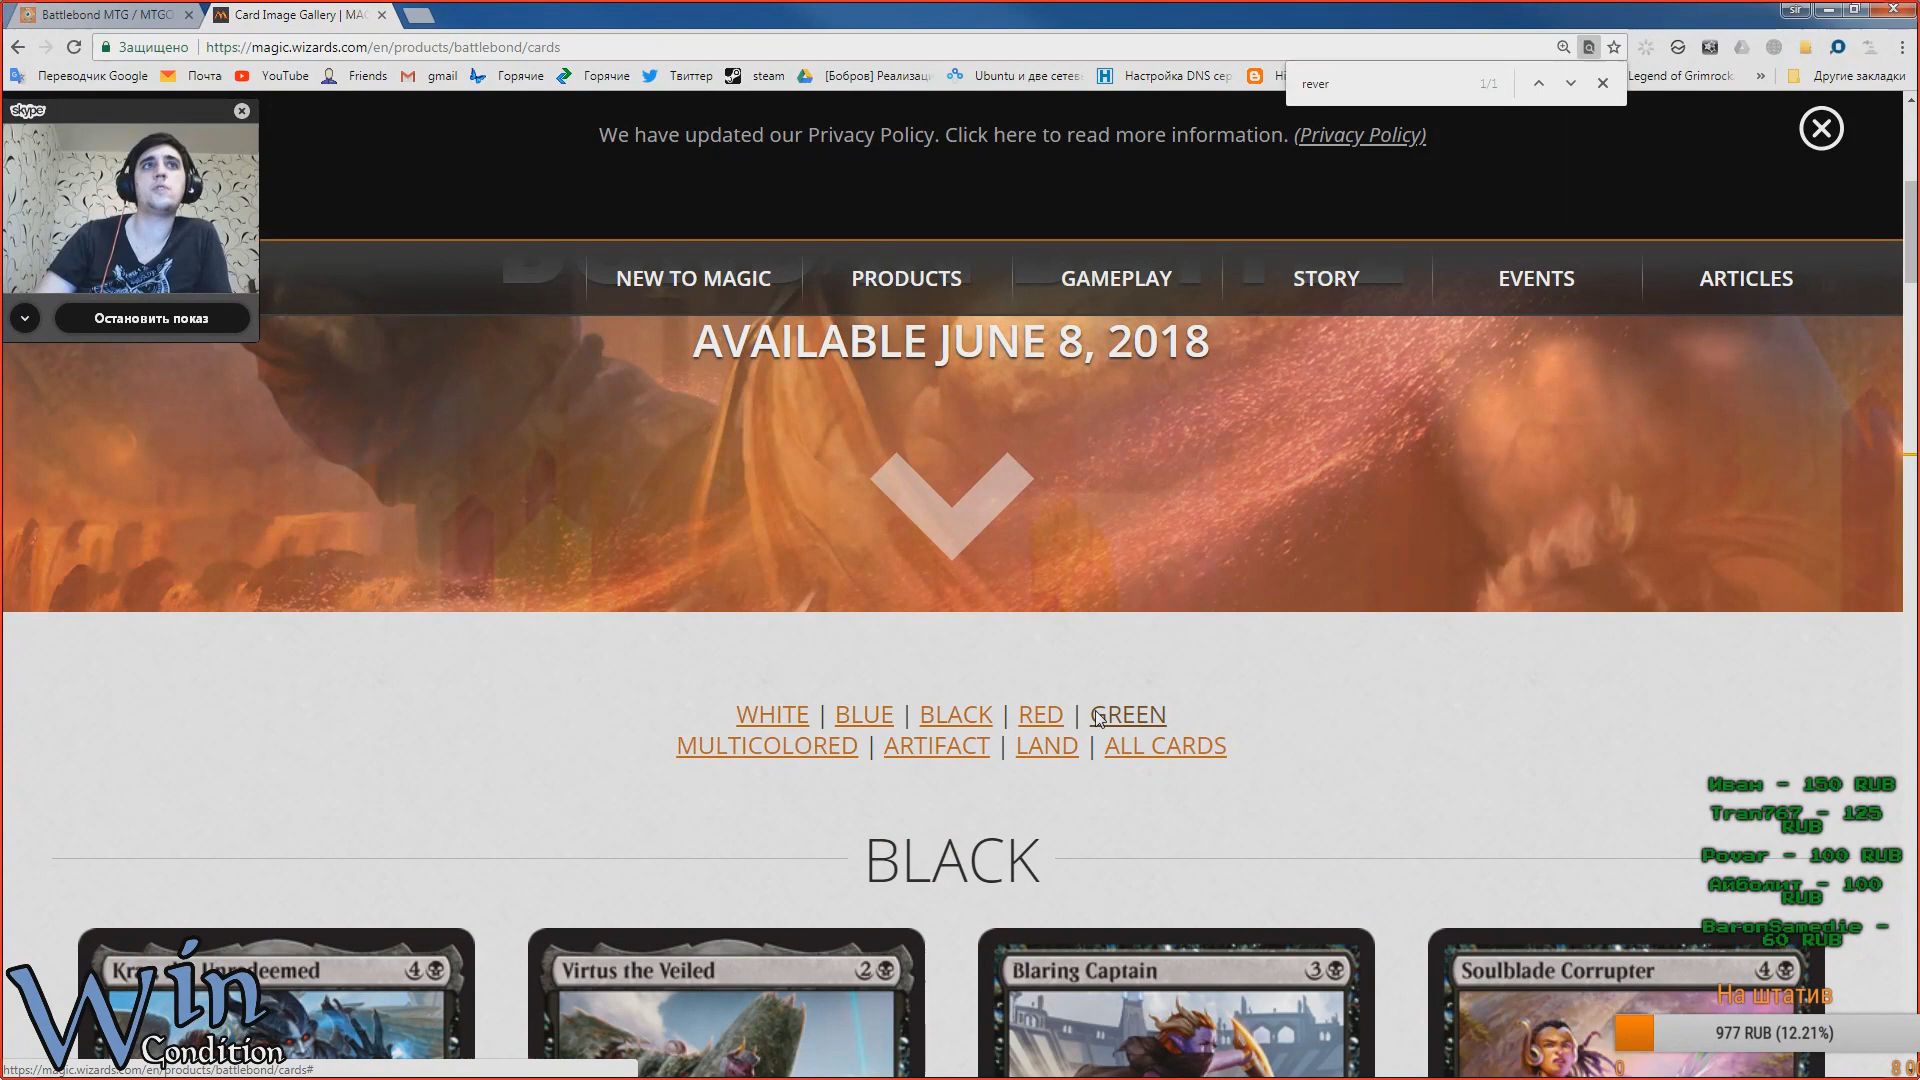 Battlebond MTG / MTGO
Card Image Gallery | MAG
sir
Защищено
https://magic.wizards.com/en/products/battlebond/cards
Переводчик Google
Почта
YouTube
Friends
gmail
Горячие
Горячие
Твиттер
steam
[Бобров] Реализаци
Ubuntu и две сетев
Настройка DNS сер
Legend of Grimrock
»
Другие закладки
rever
1/1
skype
We have updated our Privacy Policy. Click here to read more information. (Privacy Policy)
NEW TO MAGIC
PRODUCTS
GAMEPLAY
STORY
EVENTS
ARTICLES
Остановить показ
AVAILABLE JUNE 8, 2018
WHITE | BLUE | BLACK | RED | GREEN
MULTICOLORED | ARTIFACT | LAND | ALL CARDS
Иван - 150 RUB
Tran767 - 125
RUB
Povar - 100 RUB
Айболит - 100
RUB
BaronSamedie -
60 RUB
BLACK
4
Virtus the Veiled 2
Blaring Captain 3
Soulblade Corrupter 4
На штатив
977 RUB (12.21%)
0
Win
Condition
https://magic.wizards.com/en/products/battlebond/cards#